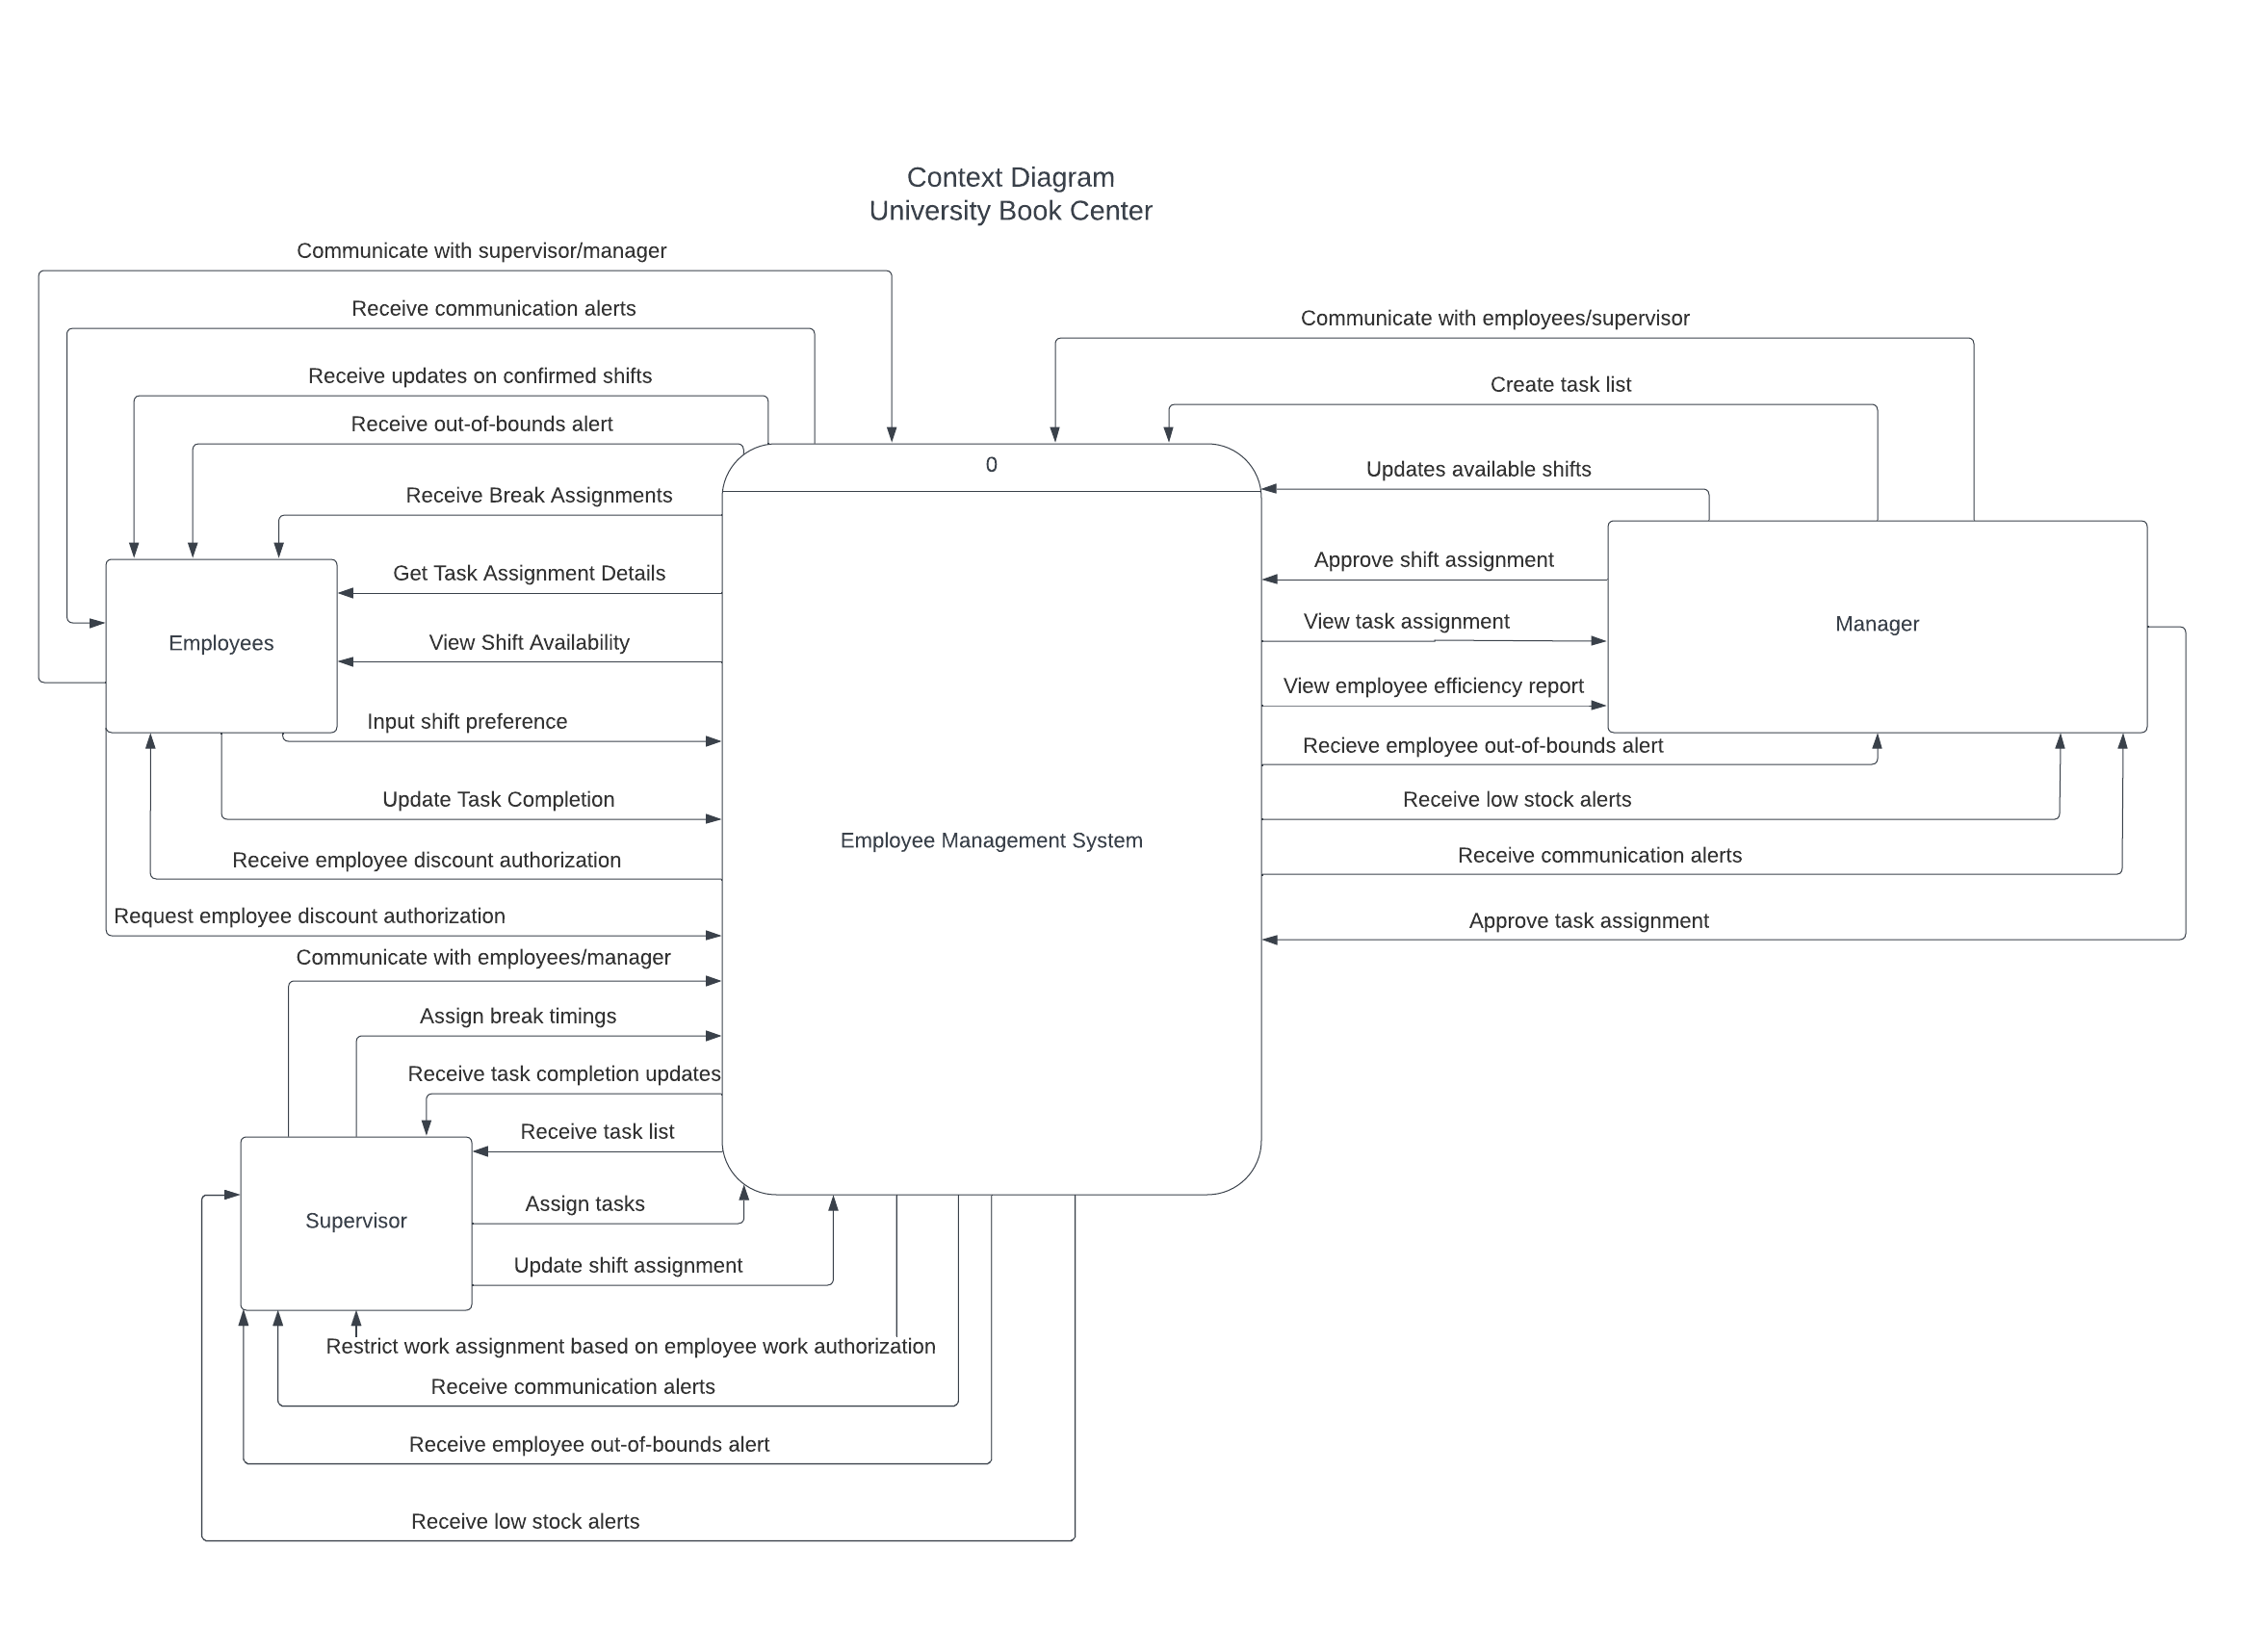 Context Diagram
University Book Center
Communicate with supervisor/manager
Receive communication alerts
Receive updates on confirmed shifts
Receive out-of-bounds alert
Receive Break Assignments
Get Task Assignment Details
View Shift Availability
Employees
Input shift preference
Update Task Completion
Receive employee discount authorization
Request employee discount authorization
0
Employee Management System
Communicate with employees/supervisor
Create task list
Updates available shifts
Approve shift assignment
View task assignment
Manager
View employee efficiency report
Recieve employee out-of-bounds alert
Receive low stock alerts
Receive communication alerts
Approve task assignment
Communicate with employees/manager
Assign break timings
Receive task completion updates
Receive task list
Assign tasks
Supervisor
Update shift assignment
Restrict work assignment based on employee work authorization
Receive communication alerts
Receive employee out-of-bounds alert
Receive low stock alerts